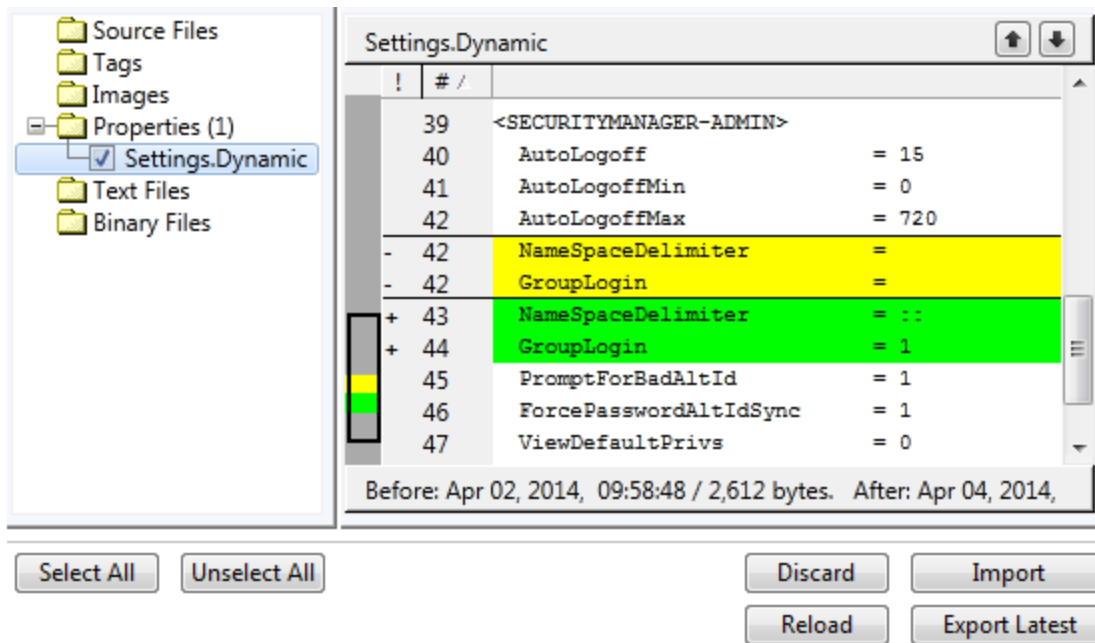 Source Files
Tags
Images
Properties (1)
Settings.Dynamic
Text Files
Binary Files
Settings.Dynamic
! #
39 <SECURITYMANAGER-ADMIN>
40 AutoLogoff = 15
41 AutoLogoffMin = 0
42 AutoLogoffMax = 720
- 42 NameSpaceDelimiter =
- 42 GroupLogin =
+ 43 NameSpaceDelimiter = ::
+ 44 GroupLogin = 1
45 PromptForBadAltId = 1
46 ForcePasswordAltIdSync = 1
47 ViewDefaultPrivs = 0
Before: Apr 02, 2014, 09:58:48 / 2,612 bytes. After: Apr 04, 2014,
Select All Unselect All Discard Import
Reload Export Latest